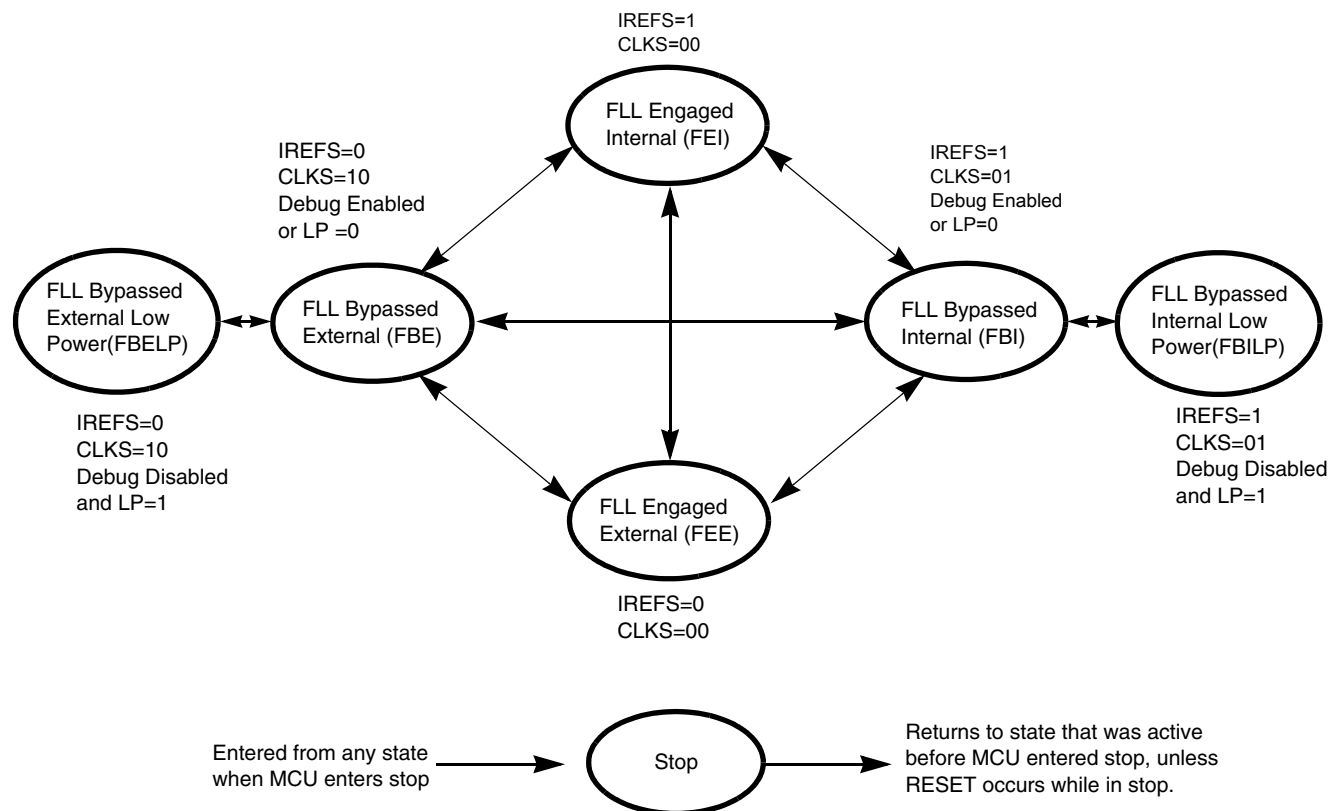 IREFS=1
CLKS=00
FLL Engaged
Internal (FEI)
IREFS=0
CLKS=10
Debug Enabled
or LP =0
IREFS=1
CLKS=01
Debug Enabled
or LP=0
FLL Bypassed
External Low
Power(FBELP)
FLL Bypassed
External (FBE)
FLL Bypassed
Internal (FBI)
FLL Bypassed
Internal Low
Power(FBILP)
IREFS=0
CLKS=10
Debug Disabled
and LP=1
IREFS=1
CLKS=01
Debug Disabled
and LP=1
FLL Engaged
External (FEE)
IREFS=0
CLKS=00
Entered from any state
when MCU enters stop
Stop
Returns to state that was active
before MCU entered stop, unless
RESET occurs while in stop.